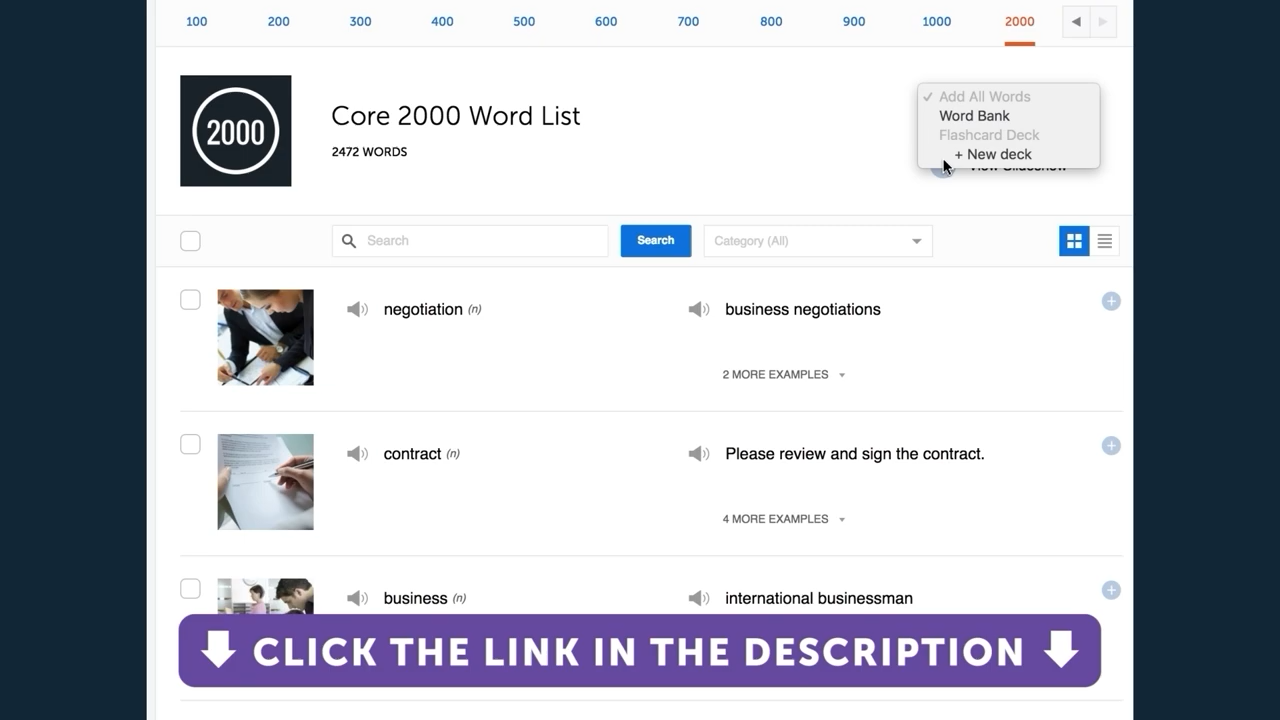 100 200 300 400 500 600 700 800 900 1000 2000
2000
Core 2000 Word List
2472 WORDS
Add All Words
Word Bank
Flashcard Deck
+ New deck
View Slideshow
Search
Search
Category (All)
negotiation (n)
business negotiations
2 MORE EXAMPLES
contract (n)
Please review and sign the contract.
4 MORE EXAMPLES
business (n)
international businessman
CLICK THE LINK IN THE DESCRIPTION